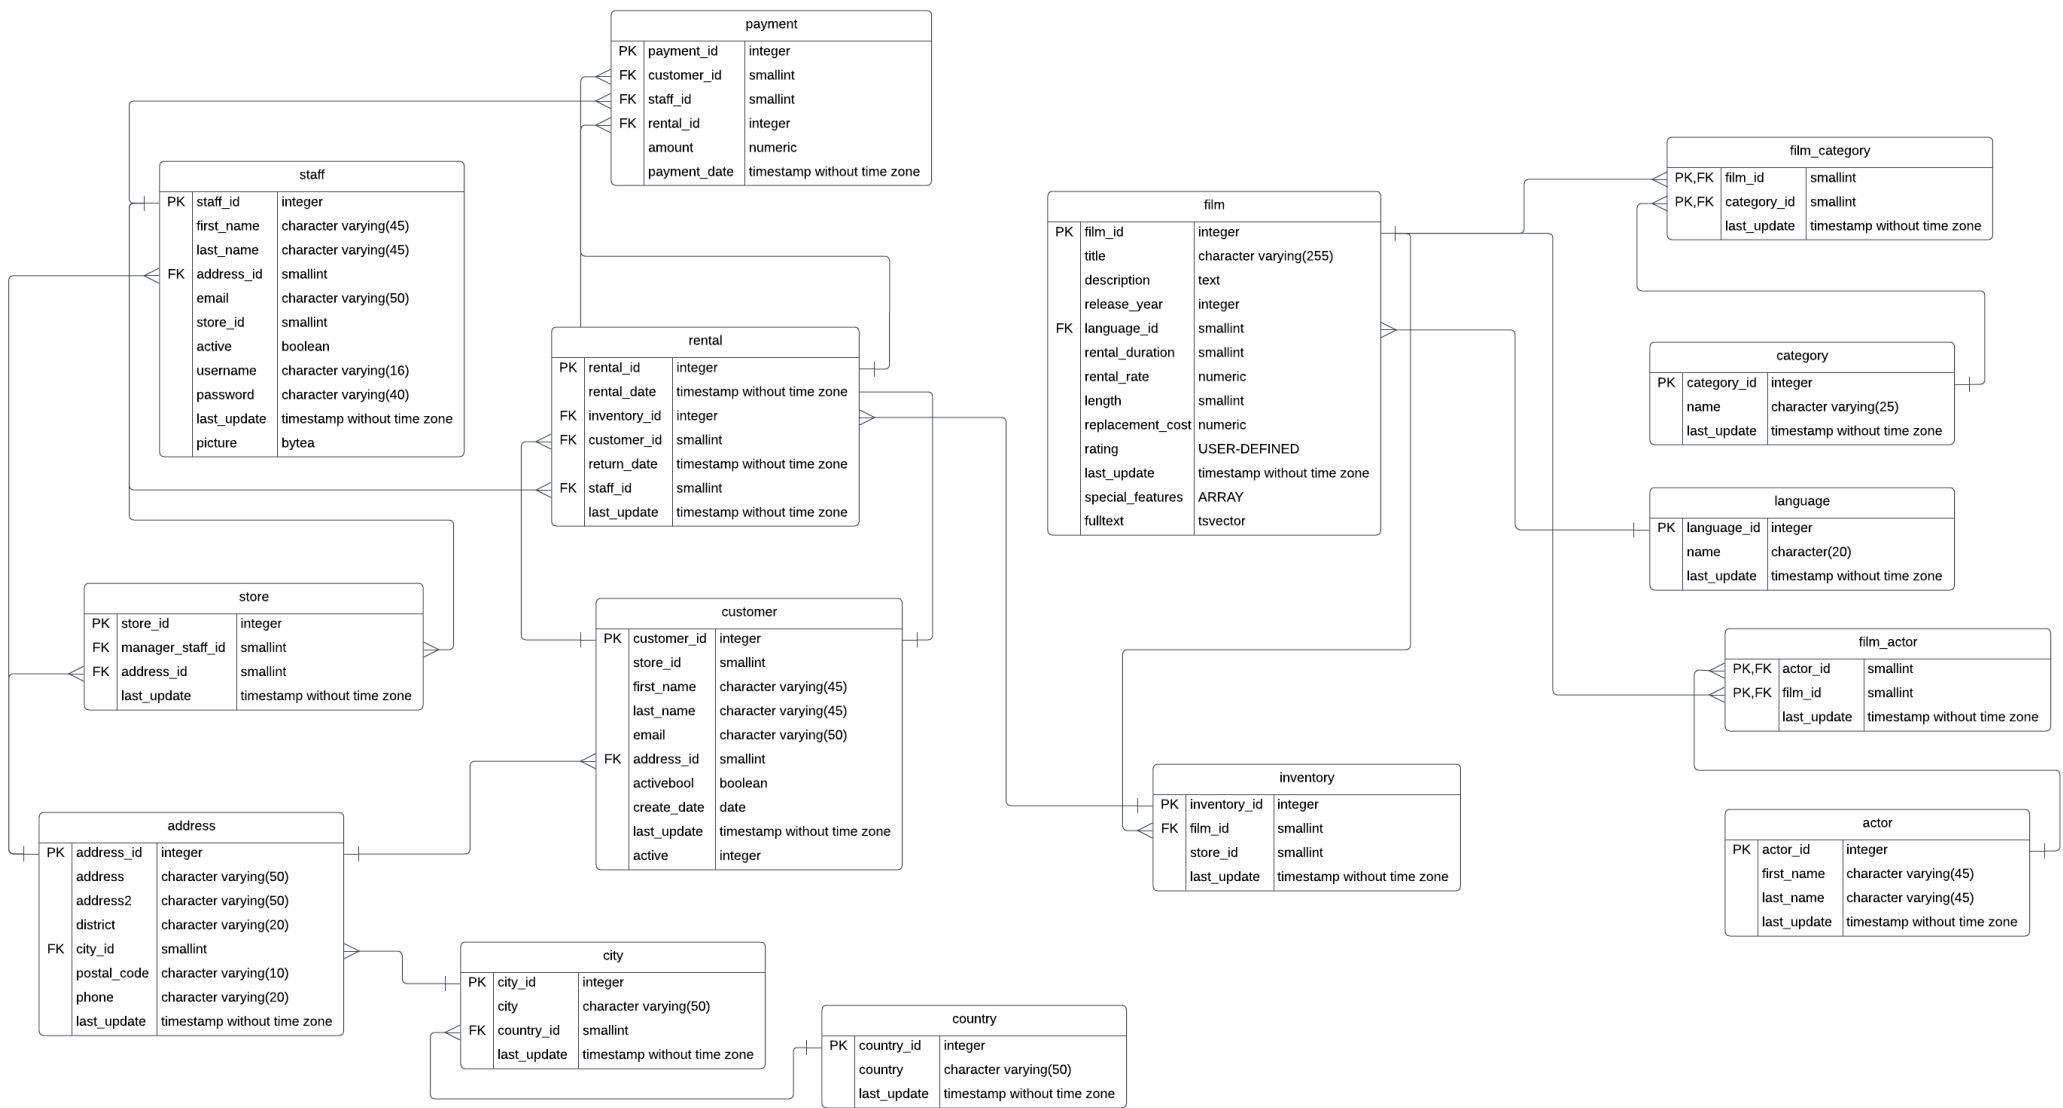 payment
PK payment_id integer
FK customer_id smallint
FK staff_id smallint
FK rental_id integer
amount numeric
payment_date timestamp without time zone
staff
PK staff_id integer
first_name character varying(45)
last_name character varying(45)
FK address_id smallint
email character varying(50)
store_id smallint
active boolean
username character varying(16)
password character varying(40)
last_update timestamp without time zone
picture bytea
rental
PK rental_id integer
rental_date timestamp without time zone
FK inventory_id integer
FK customer_id smallint
return_date timestamp without time zone
FK staff_id smallint
last_update timestamp without time zone
film
PK film_id integer
title character varying(255)
description text
release_year integer
FK language_id smallint
rental_duration smallint
rental_rate numeric
length smallint
replacement_cost numeric
rating USER-DEFINED
last_update timestamp without time zone
special_features ARRAY
fulltext tsvector
film_category
PK,FK film_id smallint
PK,FK category_id smallint
last_update timestamp without time zone
category
PK category_id integer
name character varying(25)
last_update timestamp without time zone
language
PK language_id integer
name character(20)
last_update timestamp without time zone
store
PK store_id integer
FK manager_staff_id smallint
FK address_id smallint
last_update timestamp without time zone
customer
PK customer_id integer
store_id smallint
first_name character varying(45)
last_name character varying(45)
email character varying(50)
FK address_id smallint
activebool boolean
create_date date
last_update timestamp without time zone
active integer
film_actor
PK,FK actor_id smallint
PK,FK film_id smallint
last_update timestamp without time zone
inventory
PK inventory_id integer
FK film_id smallint
store_id smallint
last_update timestamp without time zone
actor
PK actor_id integer
first_name character varying(45)
last_name character varying(45)
last_update timestamp without time zone
address
PK address_id integer
address character varying(50)
address2 character varying(50)
district character varying(20)
FK city_id smallint
postal_code character varying(10)
phone character varying(20)
last_update timestamp without time zone
city
PK city_id integer
city character varying(50)
FK country_id smallint
last_update timestamp without time zone
country
PK country_id integer
country character varying(50)
last_update timestamp without time zone